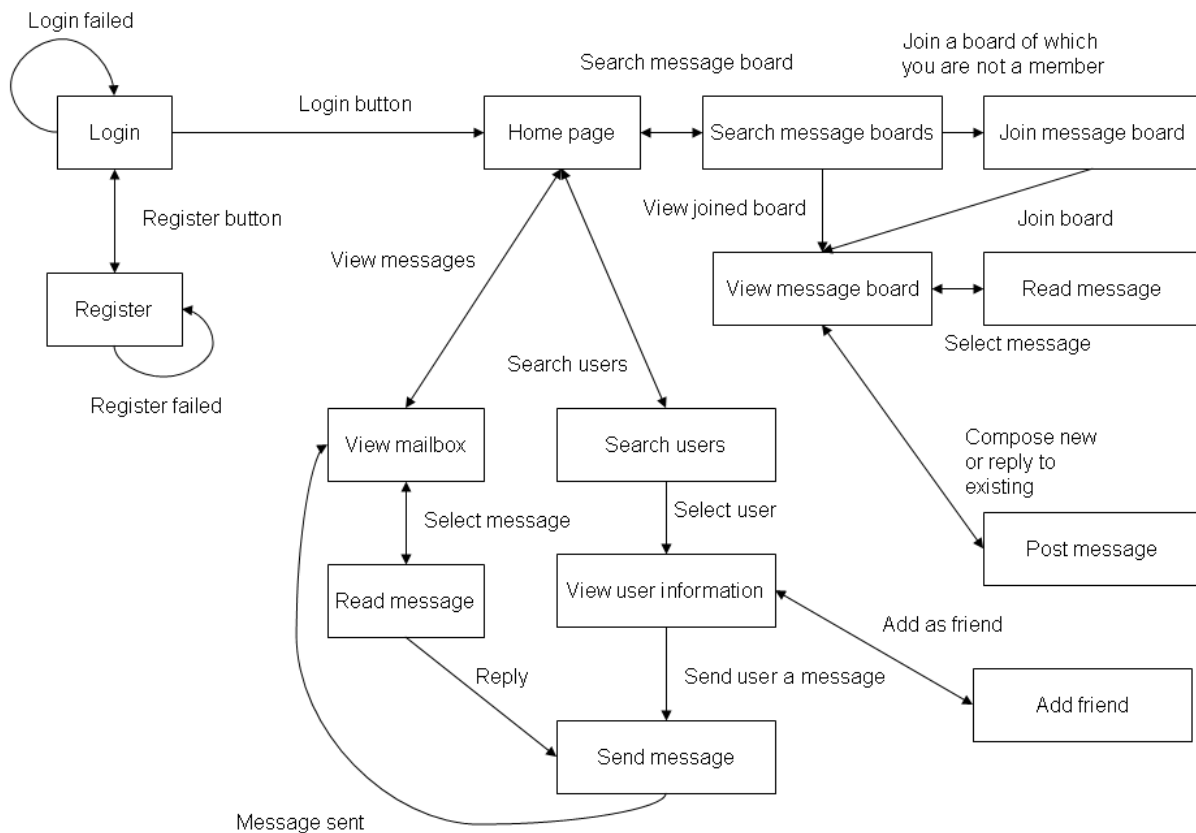 Login failed
Search message board
Join a board of which
you are not a member
Login button
Login
Home page
Search message boards
Join message board
Register button
View joined board
Join board
View messages
View message board
Read message
Register
Select message
Search users
Register failed
View mailbox
Search users
Compose new
or reply to
existing
Select message
Select user
Post message
Read message
View user information
Add as friend
Reply
Send user a message
Add friend
Send message
Message sent